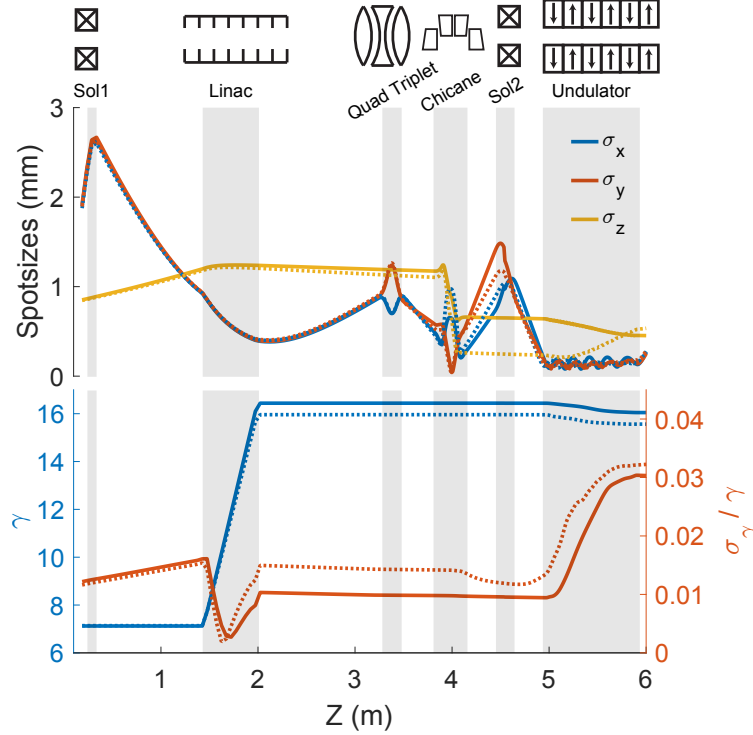 Sol1
Linac
Quad Triplet
Chicane
Sol2
Undulator
3
2
1
0
Spotsizes (mm)
σx
σy
σz
16
14
12
10
8
6
γ
0.04
0.03
0.02
0.01
0
σγ / γ
1
2
3
4
5
6
Z (m)